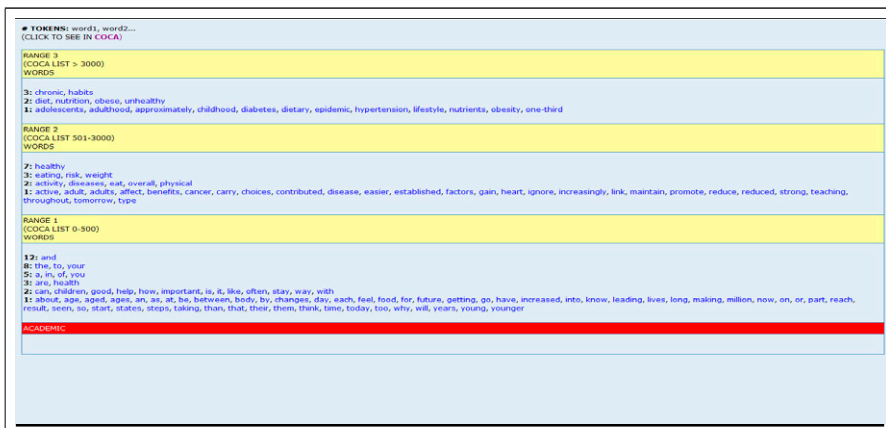 # TOKENS: word1, word2...
(CLICK TO SEE IN COCA)
RANGE 3
(COCA LIST > 3000)
WORDS
3: chronic, habits
2: diet, nutrition, obese, unhealthy
1: adolescents, adulthood, approximately, childhood, diabetes, dietary, epidemic, hypertension, lifestyle, nutrients, obesity, one-third
RANGE 2
(COCA LIST 501-3000)
WORDS
7: healthy
3: eating, risk, weight
2: activity, diseases, eat, overall, physical
1: active, adult, adults, affect, benefits, cancer, carry, choices, contributed, disease, easier, established, factors, gain, heart, ignore, increasingly, link, maintain, promote, reduce, reduced, strong, teaching,
throughout, tomorrow, type
RANGE 1
(COCA LIST 0-500)
WORDS
12: and
8: the, to, your
5: a, in, of, you
3: are, health
2: can, children, good, help, how, important, is, it, like, often, stay, way, with
1: about, age, aged, ages, an, as, at, be, between, body, by, changes, day, each, feel, food, for, future, getting, go, have, increased, into, know, leading, lives, long, making, million, now, on, or, part, reach,
result, seen, so, start, states, steps, taking, than, that, their, them, think, time, today, too, why, will, years, young, younger
ACADEMIC